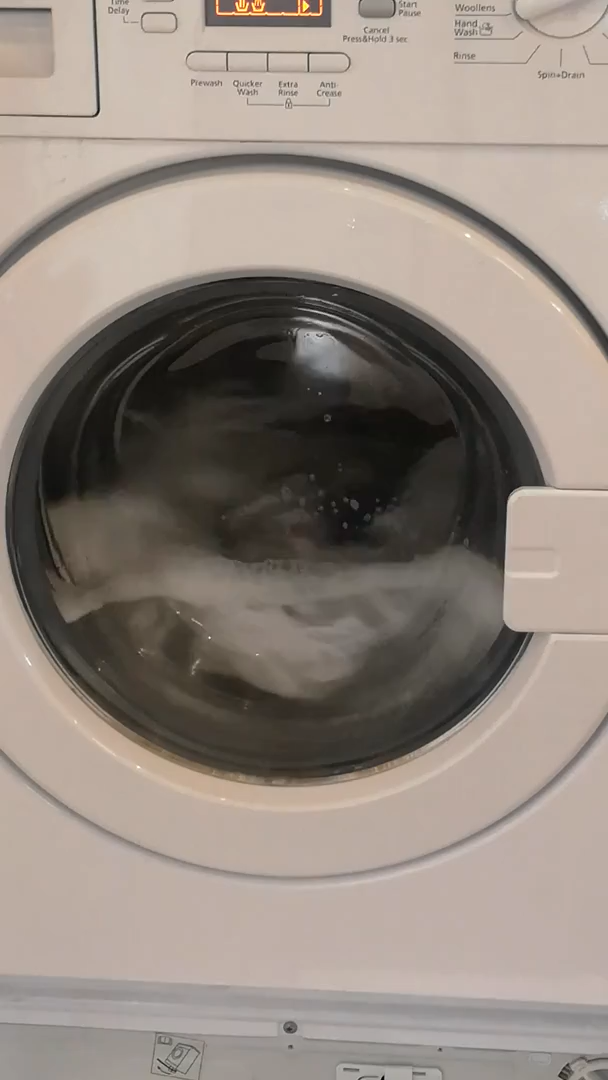 Time
Delay
Start
Pause
Cancel
Press&Hold 3 sec.
Woollens
Hand
Wash
Rinse
Spin+Drain
Prewash
Quicker
Wash
Extra
Rinse
Anti-
Crease